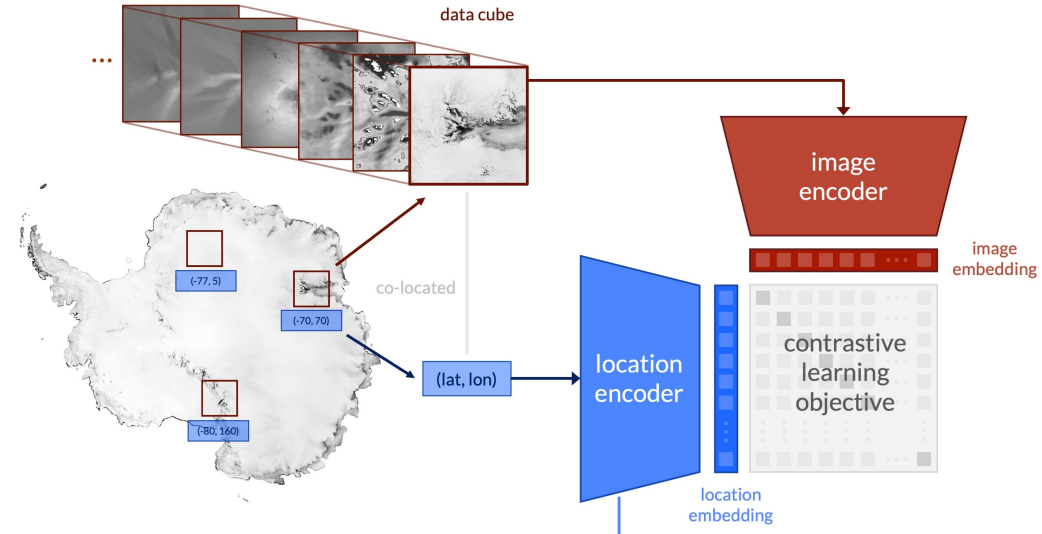 data cube
...
image
encoder
image
embedding
(-77, 5)
co-located
(-70, 70)
(lat, lon)
location
encoder
contrastive
learning
objective
(-80, 160)
location
embedding